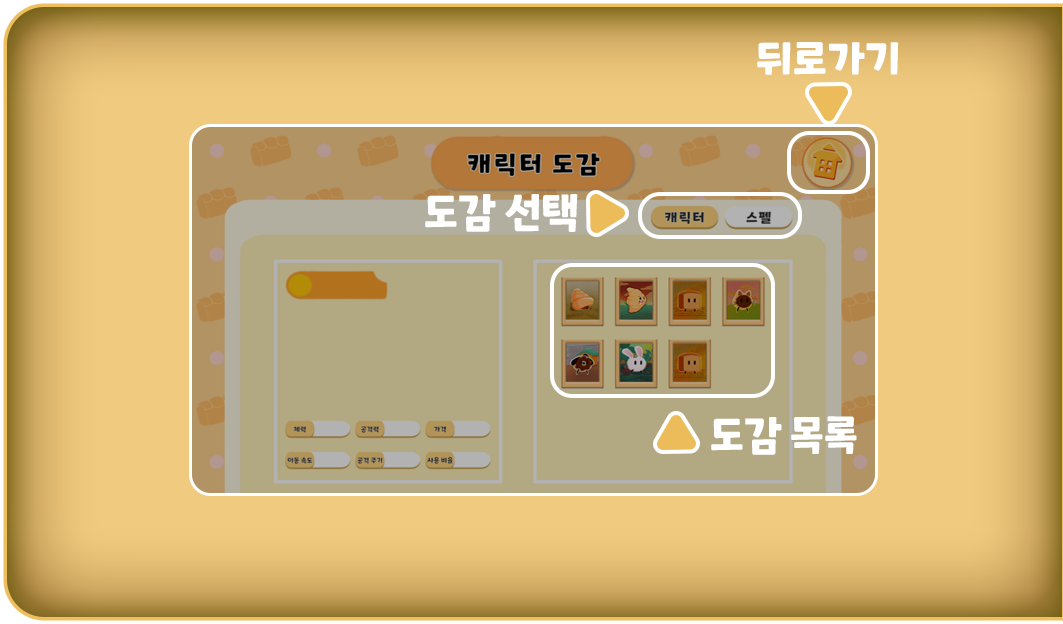 뒤로가기
캐릭터 도감
도감 선택
캐릭터 스펠
체력 공격력 가격
이동 속도 공격 주기 사용 비율
도감 목록